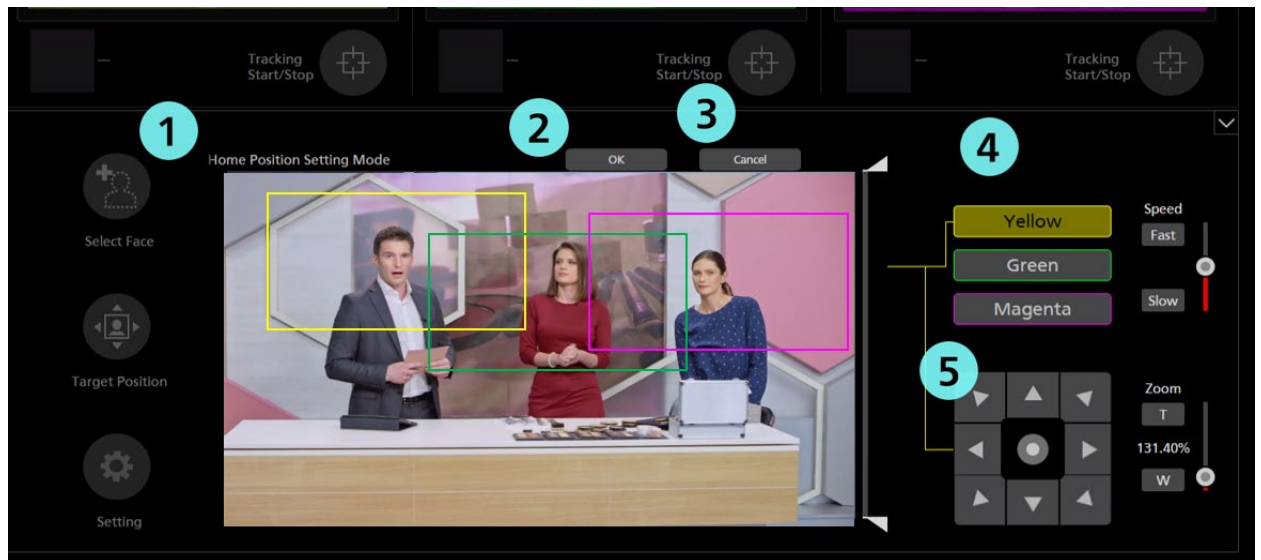 Tracking
Start/Stop
Tracking
Start/Stop
Tracking
Start/Stop
1
2
3
4
5
Home Position Setting Mode
OK
Cancel
Select Face
Target Position
Setting
Yellow
Green
Magenta
Speed
Fast
Slow
Zoom
T
131.40%
W